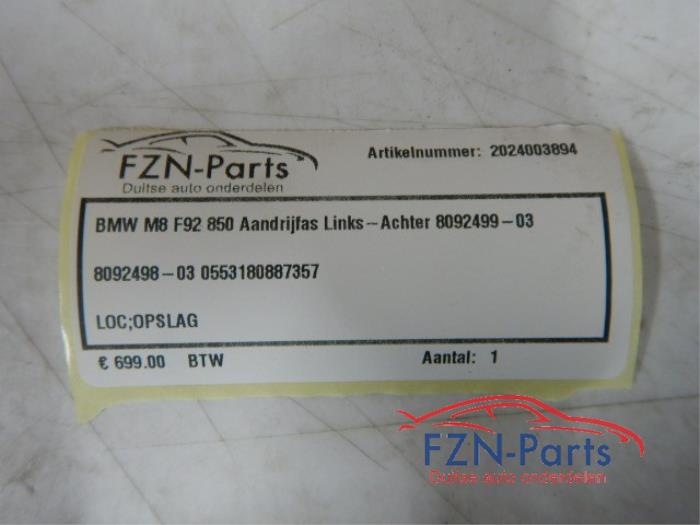 FZN-Parts
Duitse auto onderdelen
Artikelnummer: 2024003894
BMW M8 F92 850 Aandrijfas Links-Achter 8092499-03
8092498-03 0553180887357
LOC;OPSLAG
€ 699.00 BTW
Aantal: 1
FZN-Parts
Duitse auto onderdelen